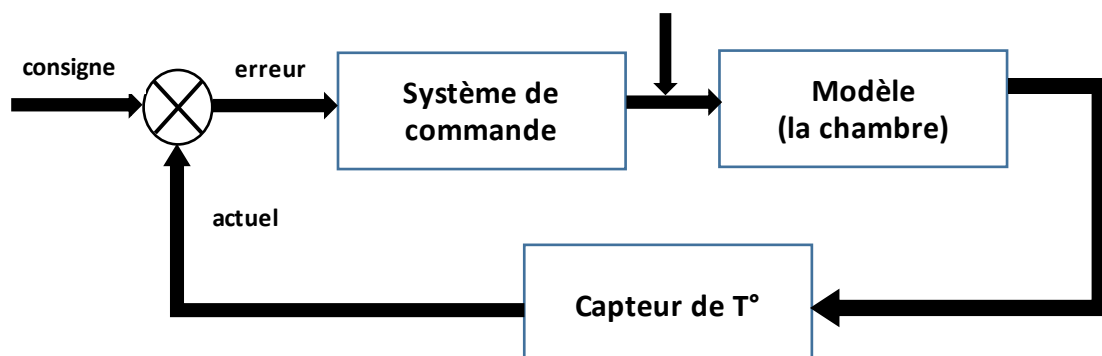 consigne
erreur
Système de
commande
Modèle
(la chambre)
actuel
Capteur de T°